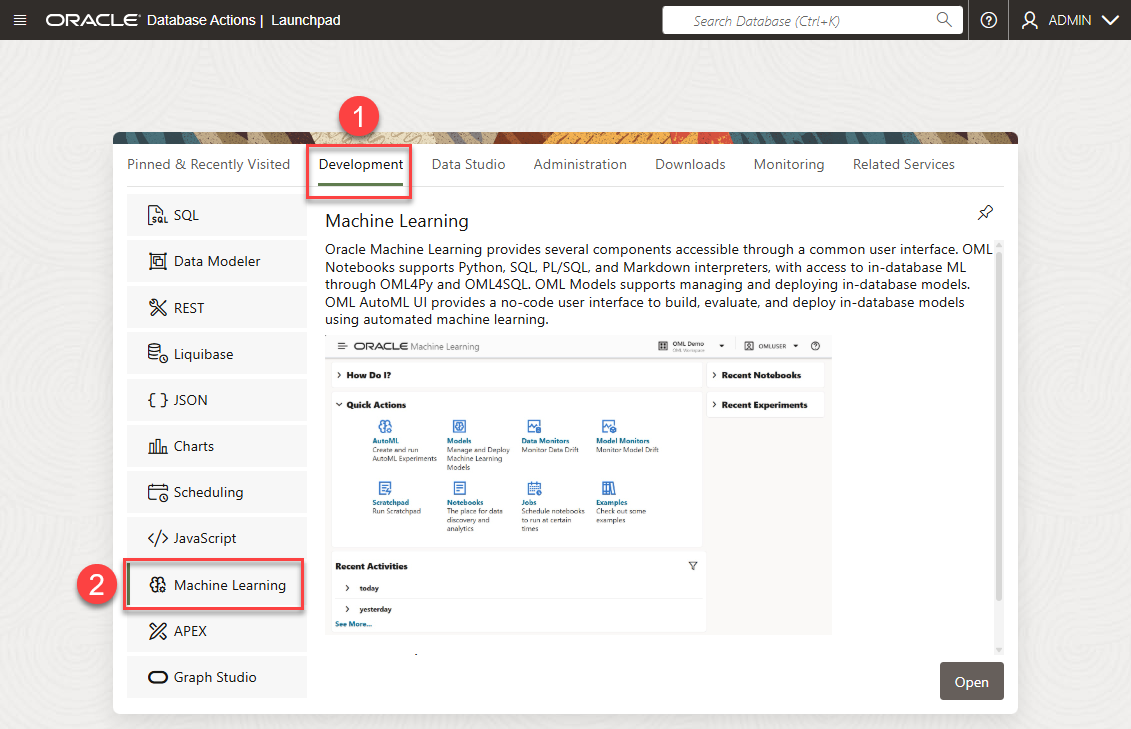 ORACLE Database Actions | Launchpad
Search Database (Ctrl+K)
ADMIN
1
Pinned & Recently Visited
Development
Data Studio
Administration
Downloads
Monitoring
Related Services
SQL
Data Modeler
REST
Liquibase
JSON
Charts
Scheduling
JavaScript
2
Machine Learning
APEX
Graph Studio
Machine Learning
Oracle Machine Learning provides several components accessible through a common user interface. OML
Notebooks supports Python, SQL, PL/SQL, and Markdown interpreters, with access to in-database ML
through OML4Py and OML4SQL. OML Models supports managing and deploying in-database models.
OML AutoML UI provides a no-code user interface to build, evaluate, and deploy in-database models
using automated machine learning.
ORACLE Machine Learning
OML Demo
OML Workspace
OMLUSER
How Do I?
Recent Notebooks
Quick Actions
Recent Experiments
AutoML
Create and run
AutoML Experiments
Models
Manage and Deploy
Machine Learning
Models
Data Monitors
Monitor Data Drift
Model Monitors
Monitor Model Drift
Scratchpad
Run Scratchpad
Notebooks
The place for data
discovery and
analytics
Jobs
Schedule notebooks
to run at certain
times
Examples
Check out some
examples
Recent Activities
today
yesterday
See More...
Open